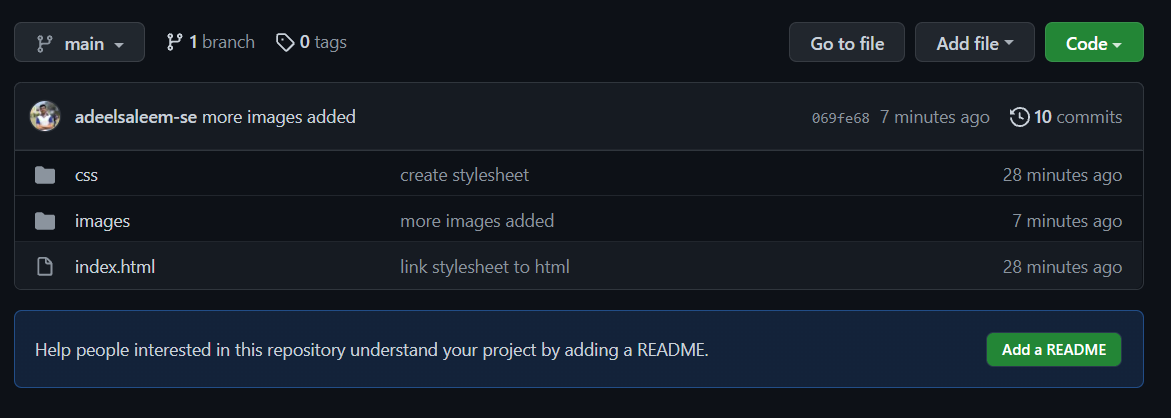 main 1 branch 0 tags Go to file Add file Code
adeelsaleem-se more images added 069fe68 7 minutes ago 10 commits
css create stylesheet 28 minutes ago
images more images added 7 minutes ago
index.html link stylesheet to html 28 minutes ago
Help people interested in this repository understand your project by adding a README. Add a README